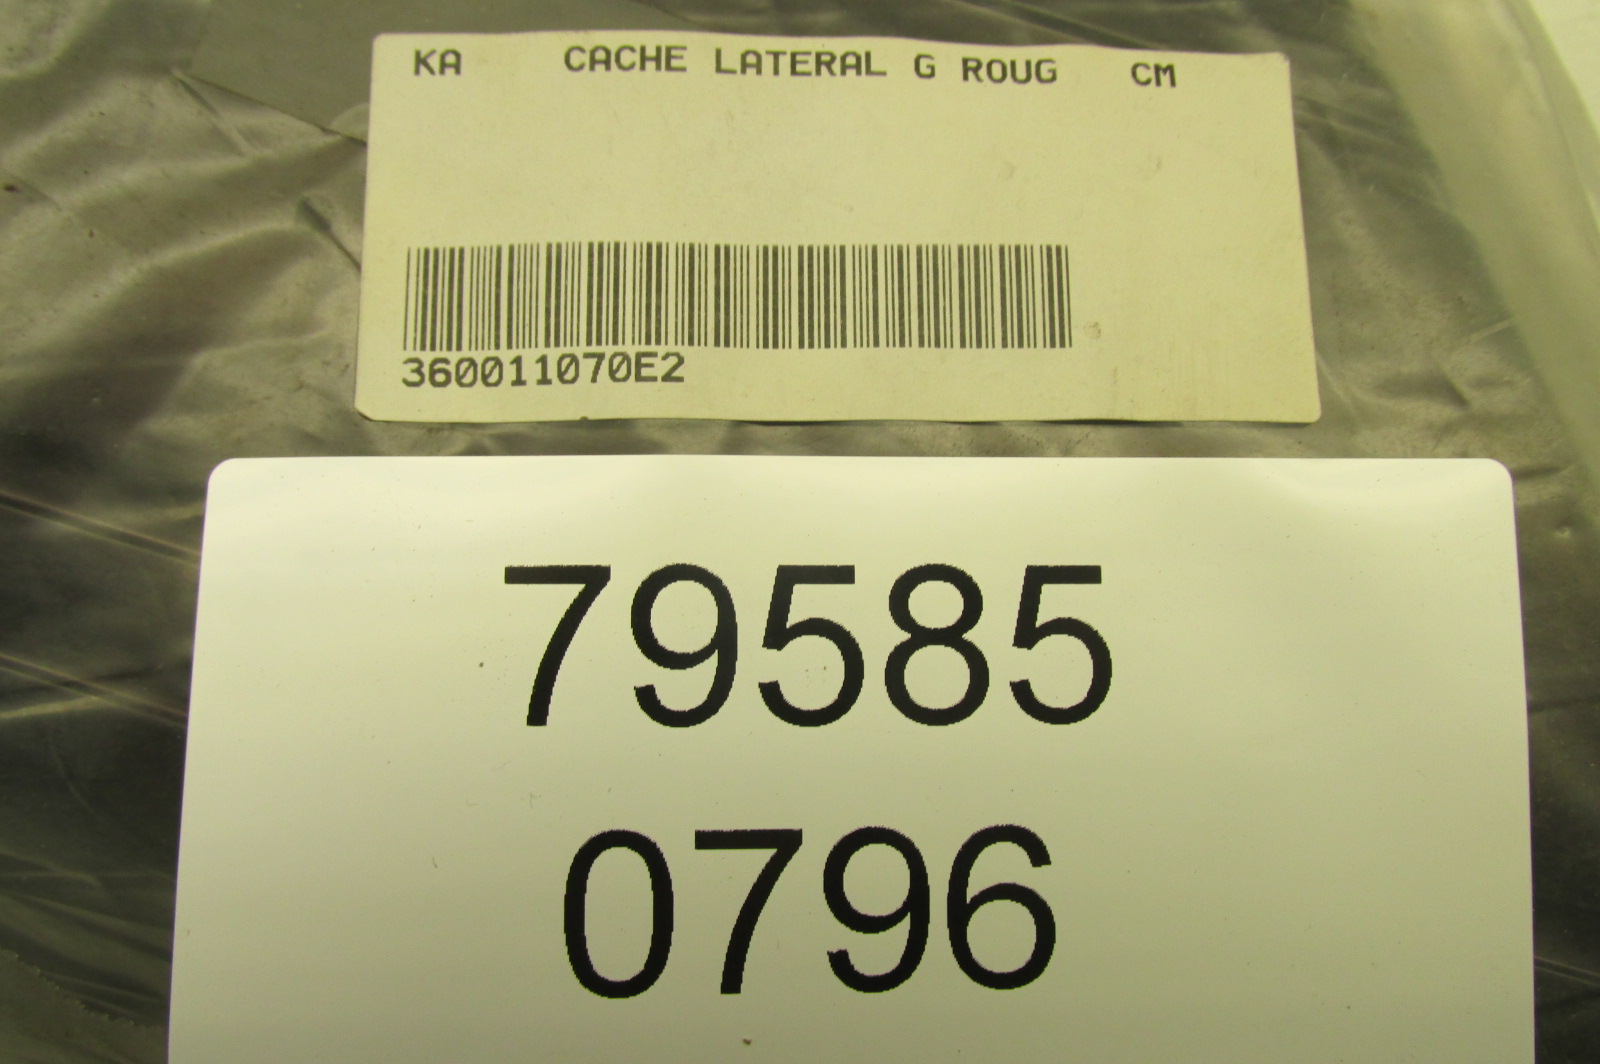 KA CACHE LATERAL G ROUG CM
360011070E2
79585
0796